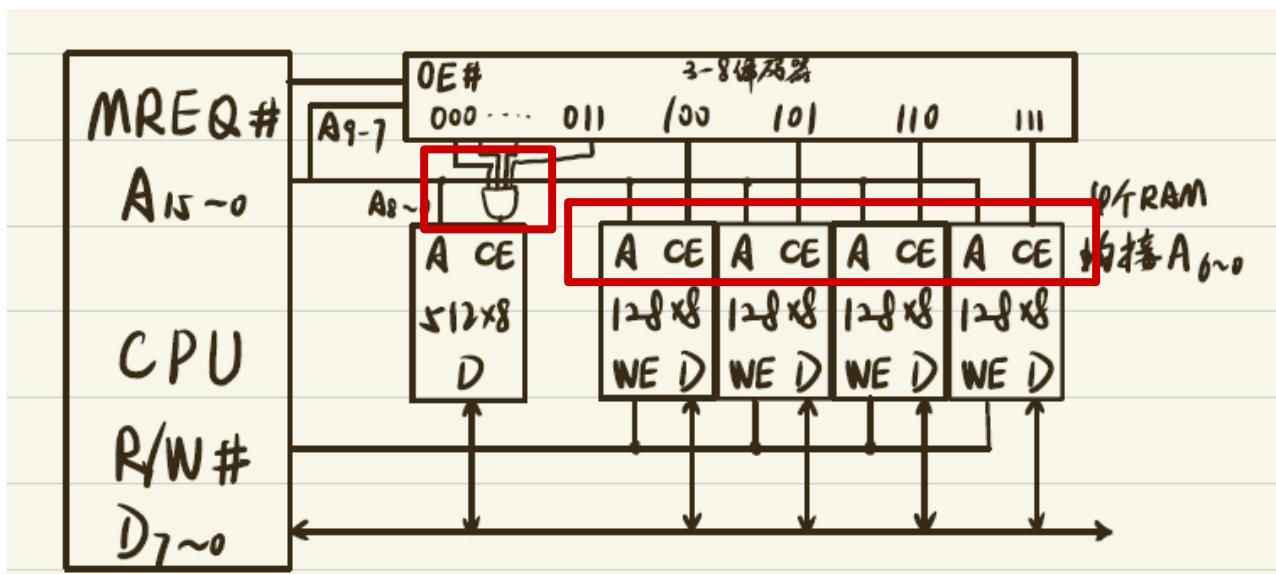 OE# 3-8译码器
MREQ# A9-7 000 ···· 011 100 101 110 111
A15~0 A8~
4个RAM
均接A6~0
A CE A CE A CE A CE A CE
512×8 128×8 128×8 128×8 128×8
CPU D WE D WE D WE D WE D
R/W#
D7~0